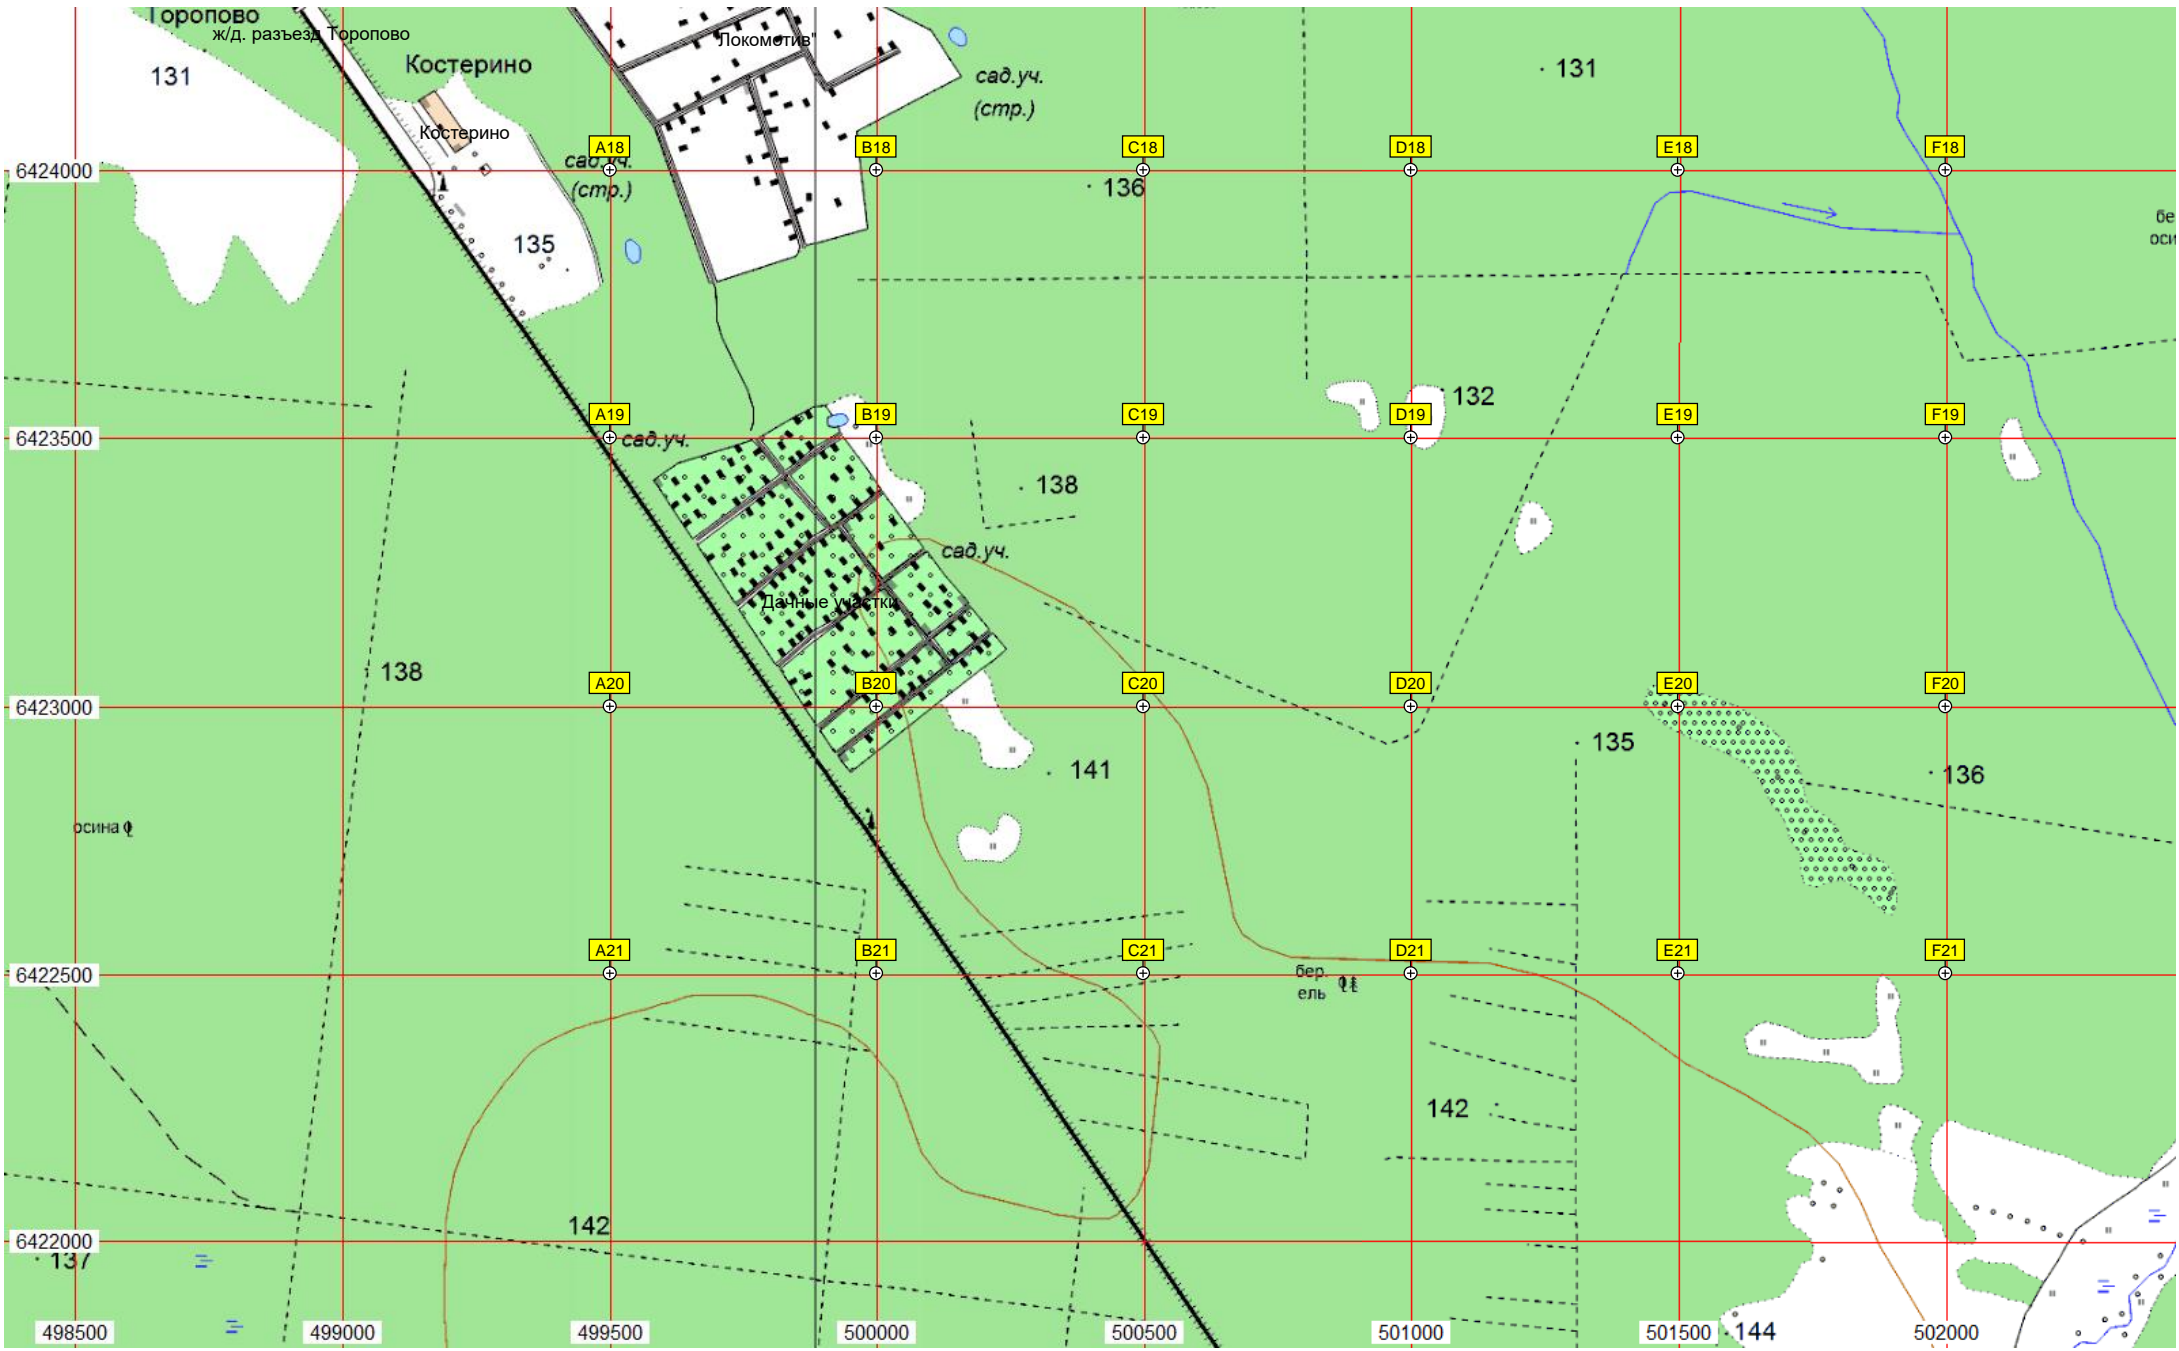 Торопово
ж/д. разъезд Торопово
Локомотив"
131
Костерино
сад.уч.
(стр.)
131
Костерино
A18
B18
C18
D18
E18
F18
сад.уч.
(стр.)
6424000
136
135
бе
оси
132
A19
B19
C19
D19
E19
F19
6423500
сад.уч.
138
сад.уч.
Дачные участки
138
A20
B20
C20
D20
E20
F20
6423000
135
141
136
осина
A21
B21
C21
D21
E21
F21
6422500
бер.
ель
142
142
6422000
137
498500
499000
499500
500000
500500
501000
501500
144
502000